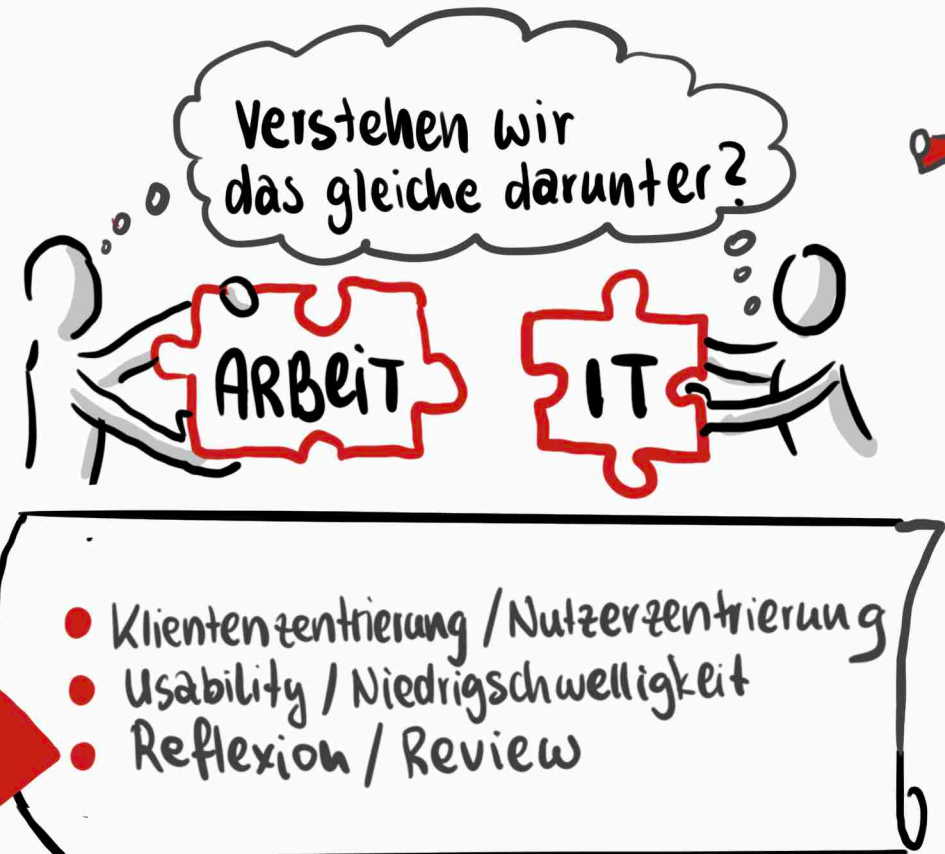 Verstehen wir
das gleiche darunter?
ARBEIT
IT
Klientenzentrierung / Nutzerzentrierung
Usability / Niedrigschwelligkeit
Reflexion / Review